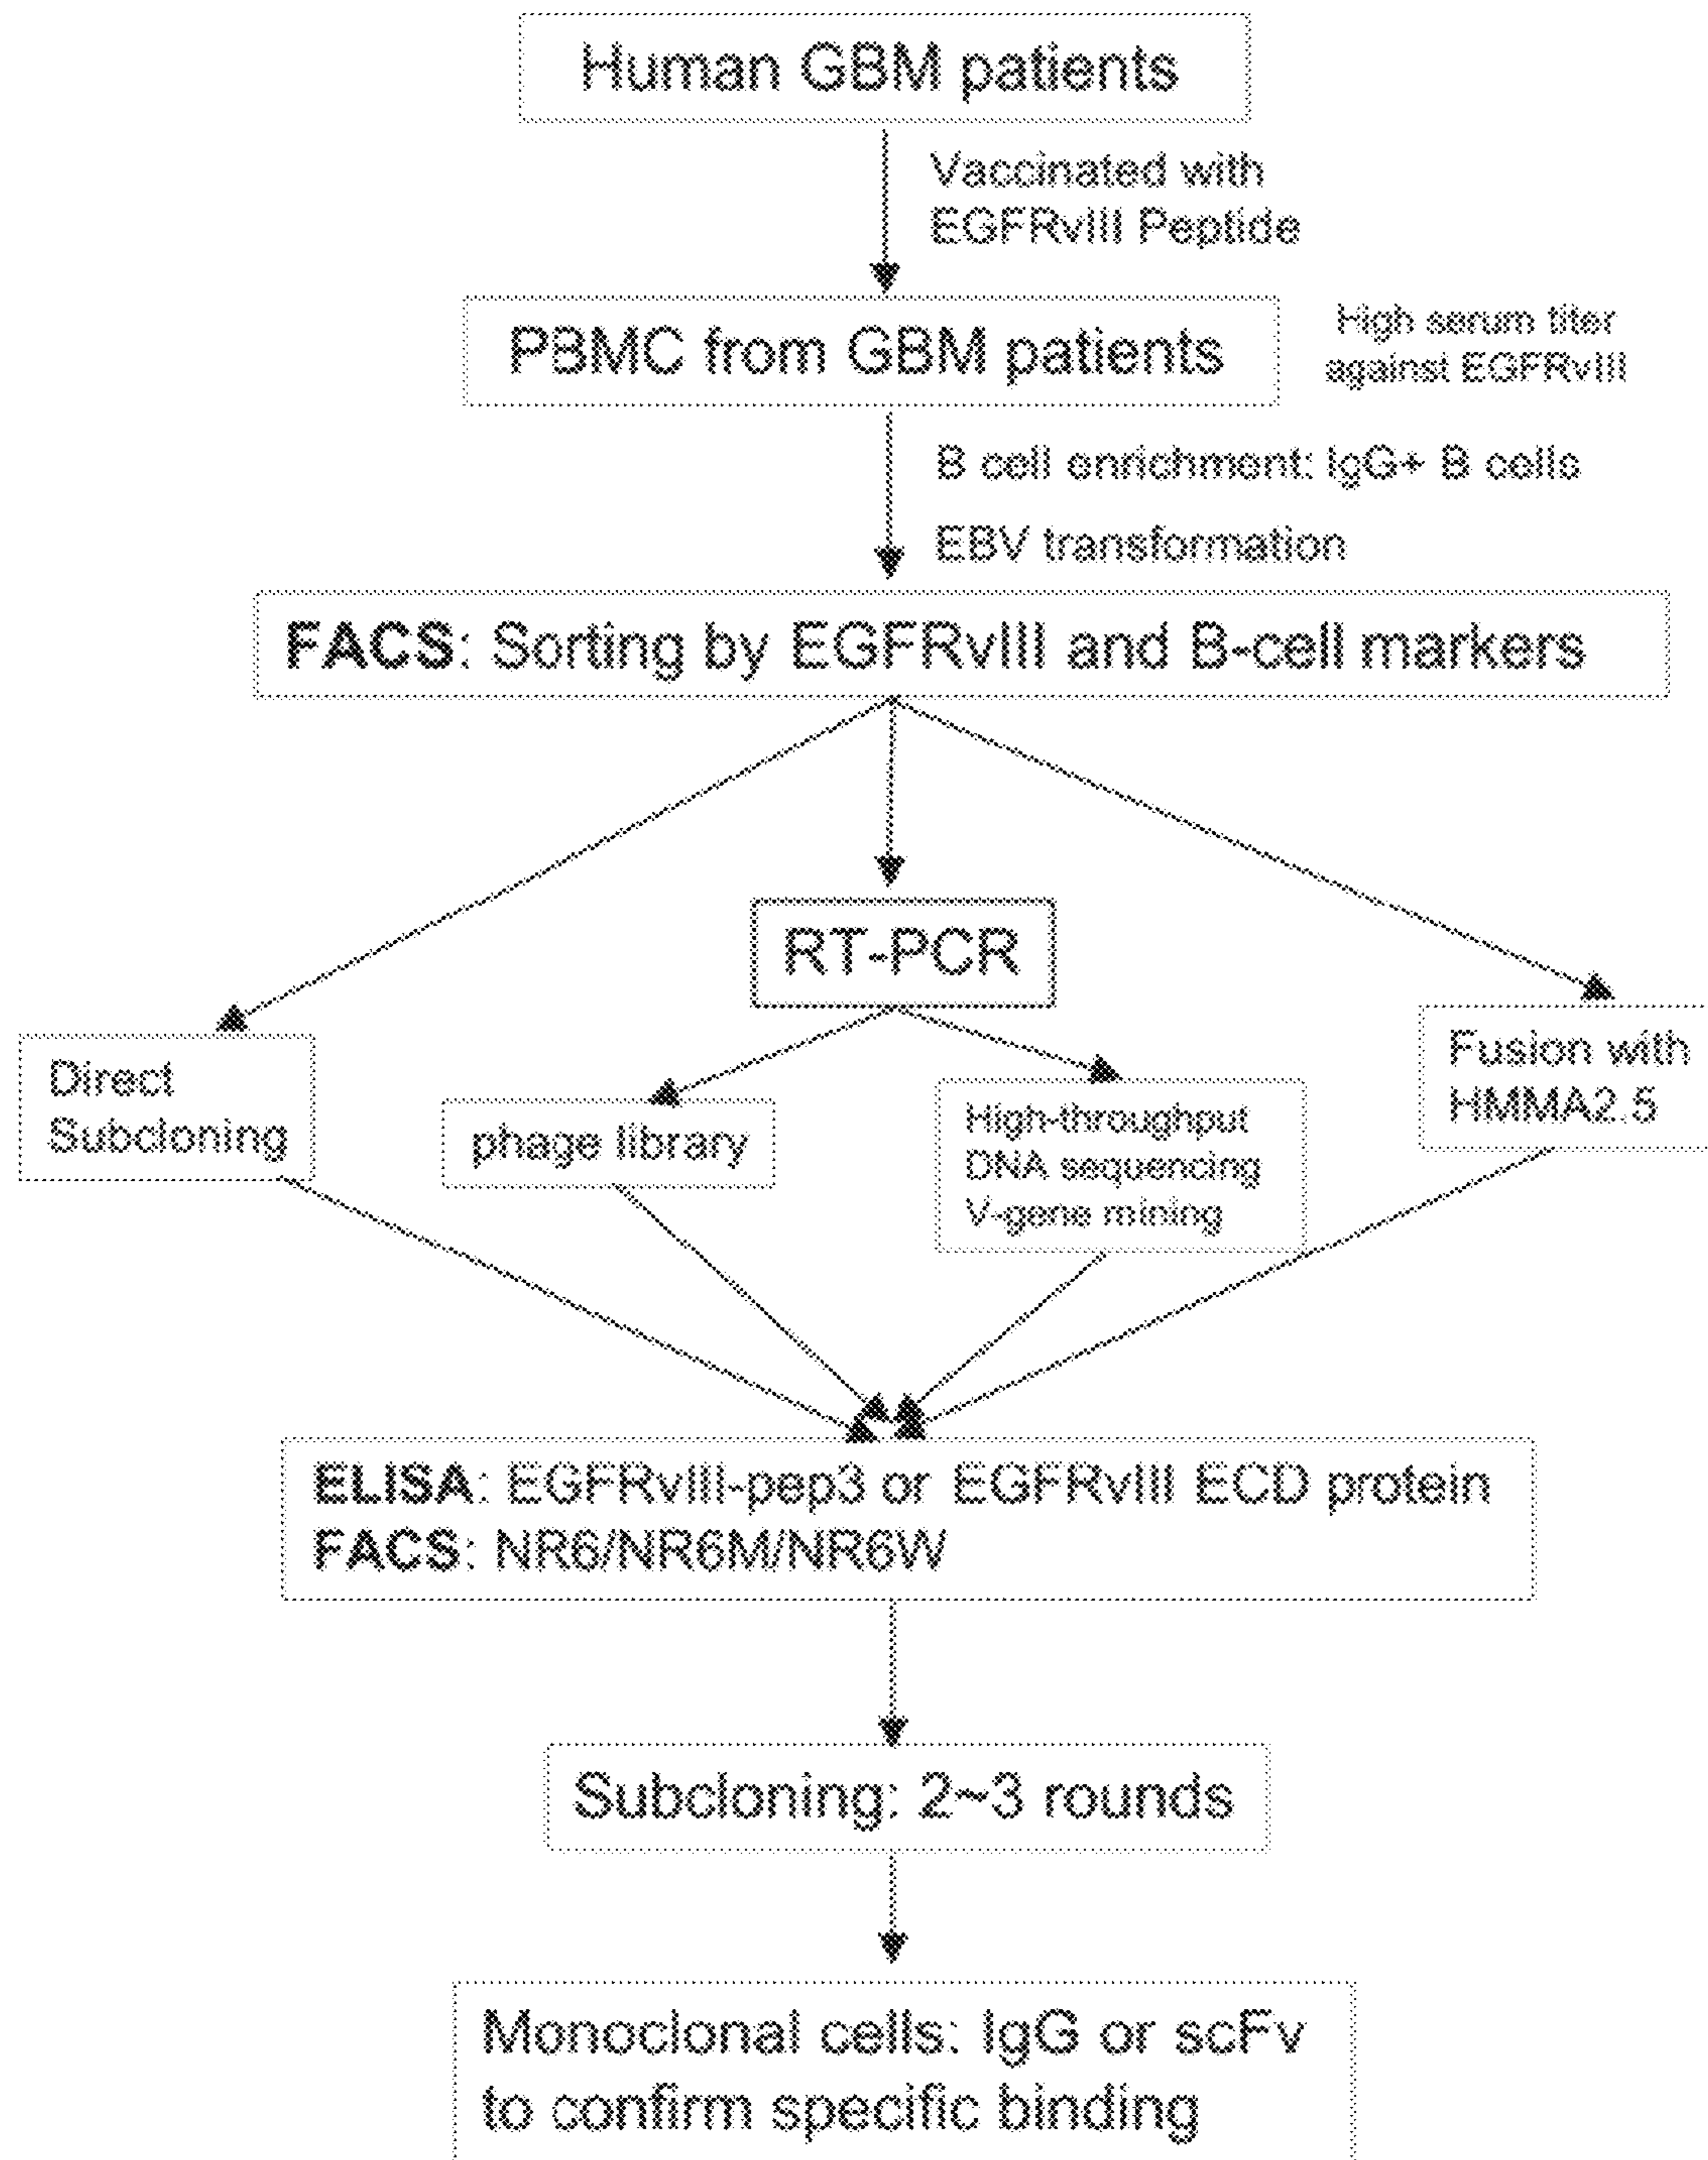 Human GBM patients
Vaccinated with
EGFRvIII Peptide
PBMC from GBM patients
High serum titer
against EGFRvIII
B cell enrichment: IgG+ B cells
EBV transformation
FACS: Sorting by EGFRvIII and B-cell markers
RT-PCR
Direct
Subcloning
phage library
High-throughput
DNA sequencing
V-gene mining
Fusion with
HMMA2.5
ELISA: EGFRvIII-pep3 or EGFRvIII ECD protein
FACS: NR6/NR6M/NR6W
Subcloning: 2~3 rounds
Monoclonal cells: IgG or scFv
to confirm specific binding